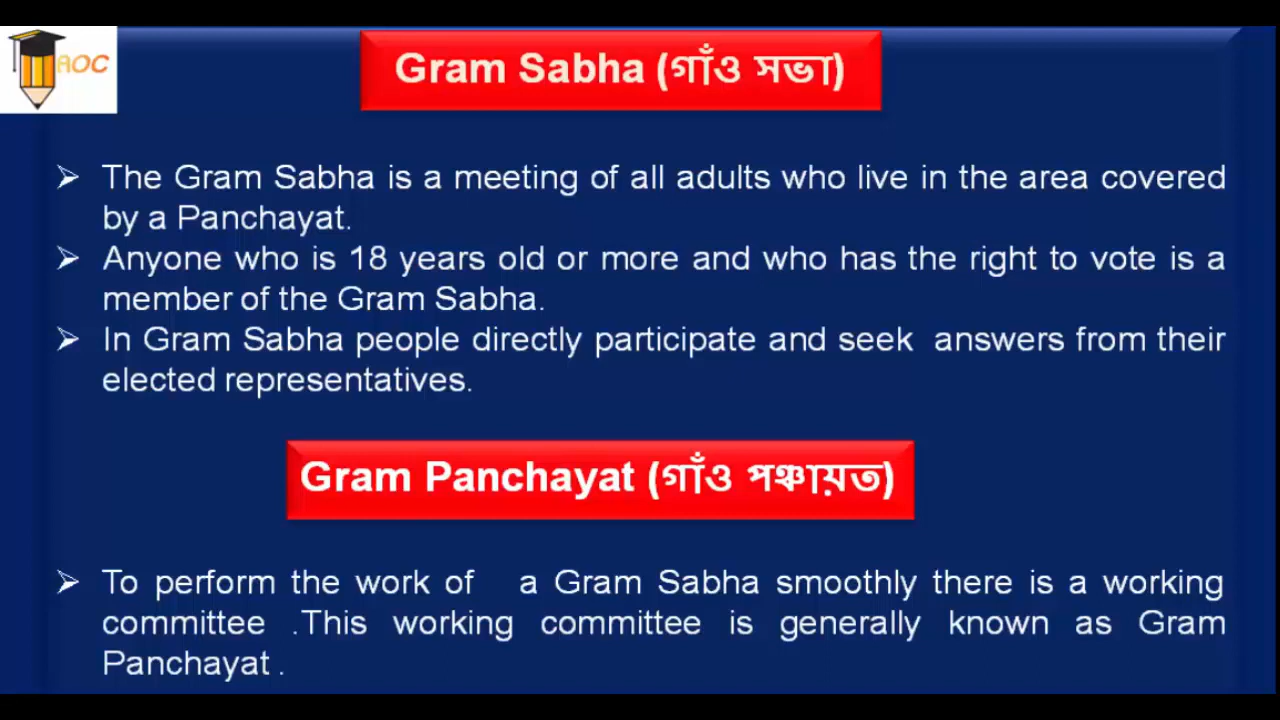 ROC
Gram Sabha (গাঁও সভা)
➢ The Gram Sabha is a meeting of all adults who live in the area covered
by a Panchayat.
➢ Anyone who is 18 years old or more and who has the right to vote is a
member of the Gram Sabha.
➢ In Gram Sabha people directly participate and seek answers from their
elected representatives.
Gram Panchayat (গাঁও পঞ্চায়ত)
➢ To perform the work of a Gram Sabha smoothly there is a working
committee .This working committee is generally known as Gram
Panchayat .